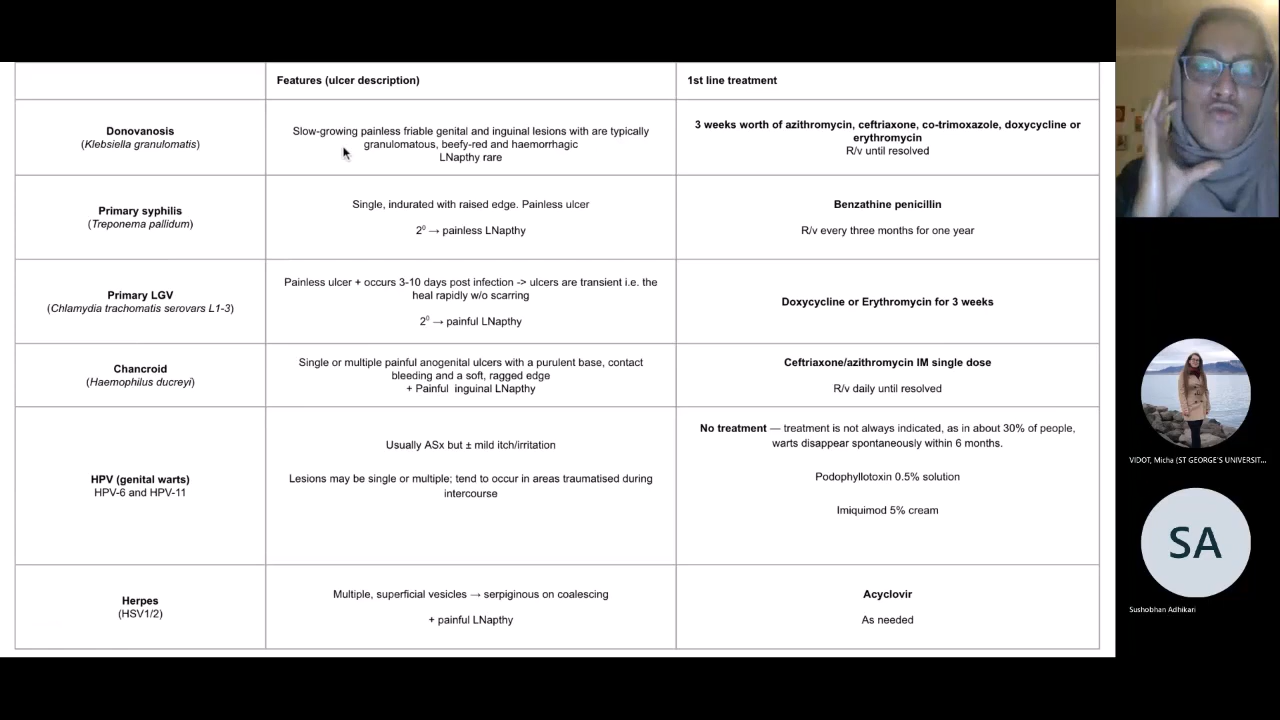 Features (ulcer description)
1st line treatment
Donovanosis
(Klebsiella granulomatis)
Slow-growing painless friable genital and inguinal lesions with are typically
granulomatous, beefy-red and haemorrhagic
LNapthy rare
3 weeks worth of azithromycin, ceftriaxone, co-trimoxazole, doxycycline or
erythromycin
R/v until resolved
Primary syphilis
(Treponema pallidum)
Single, indurated with raised edge. Painless ulcer
2⁰ → painless LNapthy
Benzathine penicillin
R/v every three months for one year
Primary LGV
(Chlamydia trachomatis serovars L1-3)
Painless ulcer + occurs 3-10 days post infection -> ulcers are transient i.e. the
heal rapidly w/o scarring
2⁰ → painful LNapthy
Doxycycline or Erythromycin for 3 weeks
Chancroid
(Haemophilus ducreyi)
Single or multiple painful anogenital ulcers with a purulent base, contact
bleeding and a soft, ragged edge
+ Painful inguinal LNapthy
Ceftriaxone/azithromycin IM single dose
R/v daily until resolved
HPV (genital warts)
HPV-6 and HPV-11
Usually ASx but ± mild itch/irritation
Lesions may be single or multiple; tend to occur in areas traumatised during
intercourse
No treatment — treatment is not always indicated, as in about 30% of people,
warts disappear spontaneously within 6 months.
Podophyllotoxin 0.5% solution
Imiquimod 5% cream
Herpes
(HSV1/2)
Multiple, superficial vesicles → serpiginous on coalescing
+ painful LNapthy
Acyclovir
As needed
VIDOT, Micha (ST GEORGE'S UNIVERSIT...
SA
Sushobhan Adhikari